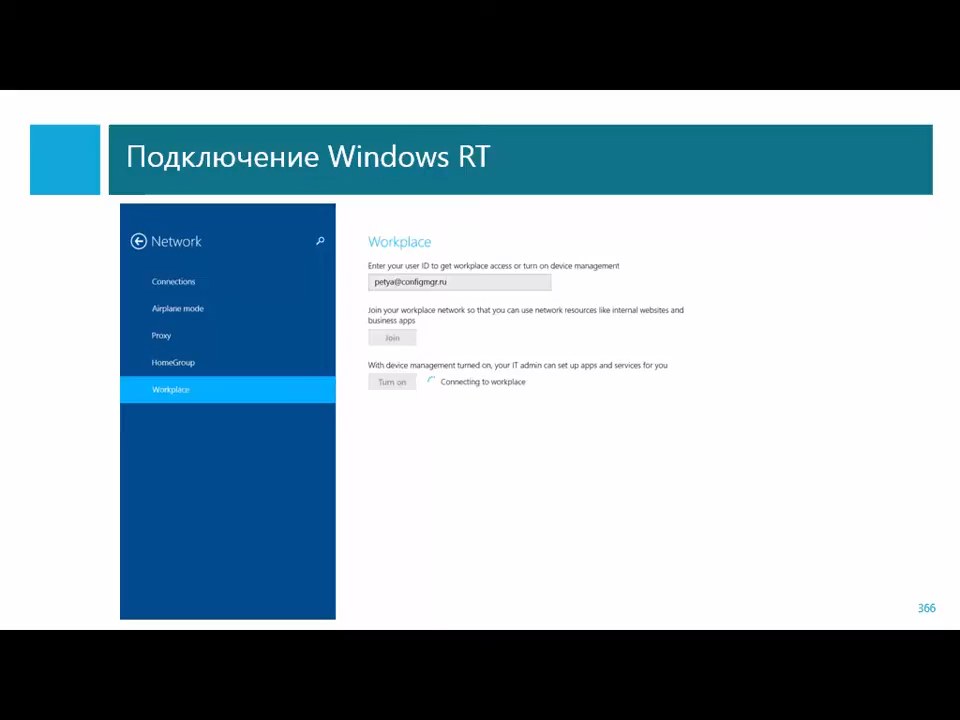 Подключение Windows RT
Network
Connections
Airplane mode
Proxy
HomeGroup
Workplace
Workplace
Enter your user ID to get workplace access or turn on device management
petya@configmgr.ru
Join your workplace network so that you can use network resources like internal websites and
business apps
Join
With device management turned on, your IT admin can set up apps and services for you
Turn on
Connecting to workplace
366